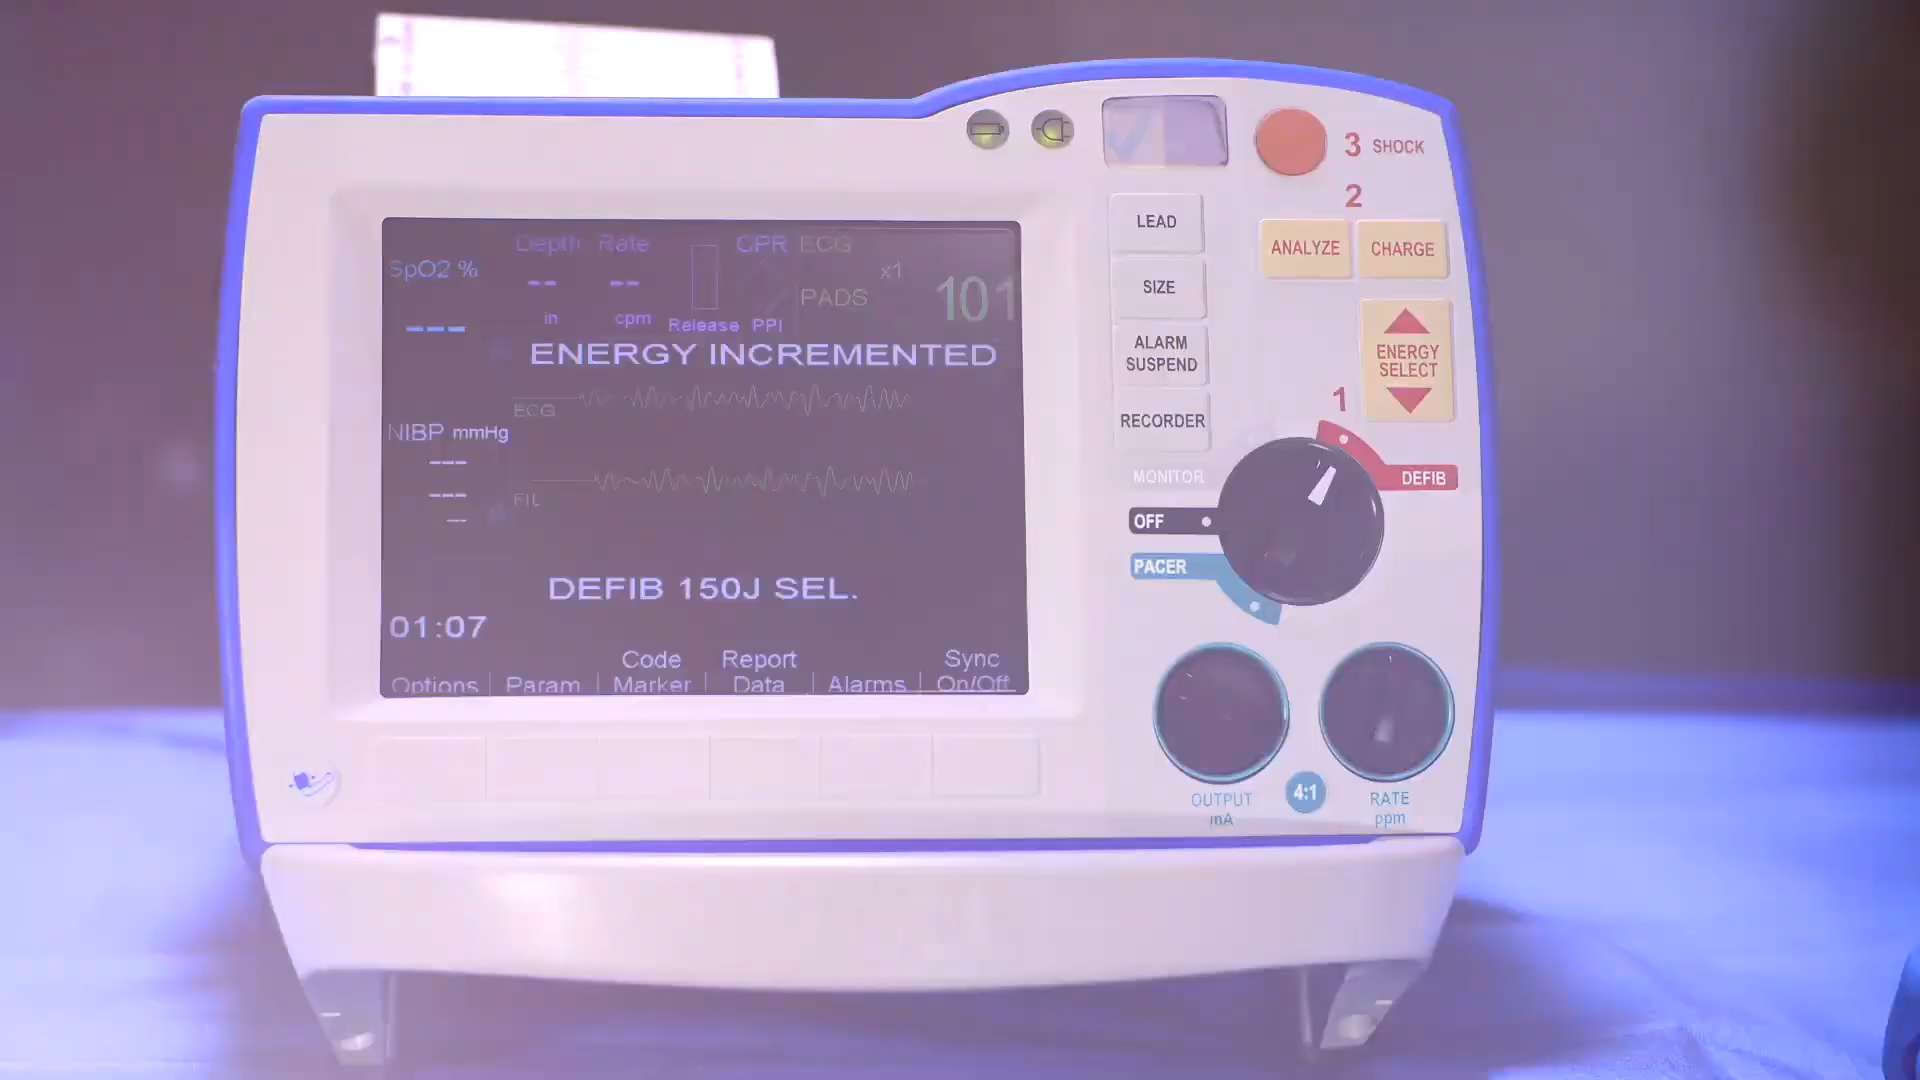 3 SHOCK
2
LEAD
ANALYZE
CHARGE
SIZE
ALARM
SUSPEND
ENERGY
SELECT
1
RECORDER
MONITOR
DEFIB
OFF
PACER
OUTPUT
mA
4:1
RATE
ppm
Depth Rate CPR ECG
SpO2 %
x1
-- --
PADS
101
in cpm Release PPI
---
ENERGY INCREMENTED
ECG
NIBP mmHg
---
---
--
FIL
DEFIB 150J SEL.
01:07
Options
Param
Code
Marker
Report
Data
Alarms
Sync
On/Off